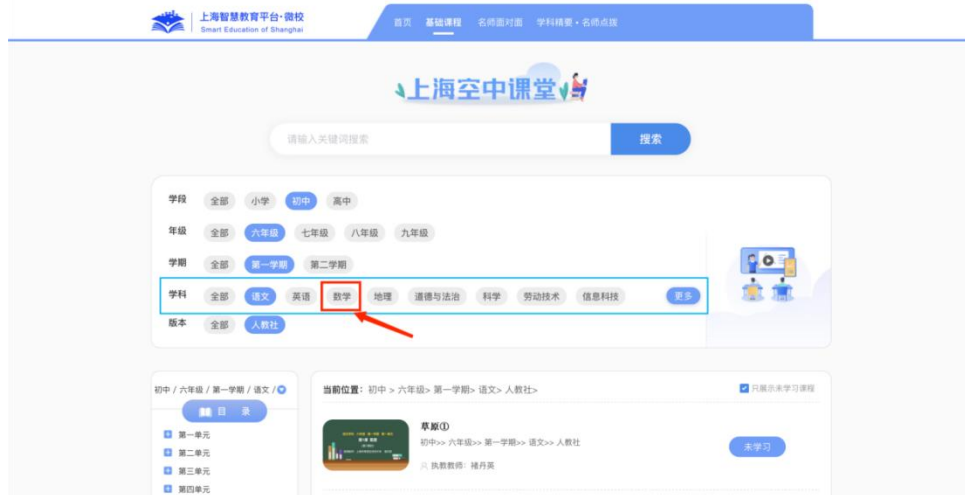 上海智慧教育平台·微校
Smart Education of Shanghai
首页 基础课程 名师面对面 学科精要·名师点拨
上海空中课堂
请输入关键词搜索 搜索
学段 全部 小学 初中 高中
年级 全部 六年级 七年级 八年级 九年级
学期 全部 第一学期 第二学期
学科 全部 语文 英语 数学 地理 道德与法治 科学 劳动技术 信息科技 更多
版本 全部 人教社
初中 / 六年级 / 第一学期 / 语文 /
目 录
第一单元
第二单元
第三单元
第四单元
当前位置：初中 > 六年级> 第一学期> 语文> 人教社>
只展示未学习课程
草原①
初中>> 六年级>> 第一学期>> 语文>> 人教社
执教教师：褚丹英
未学习